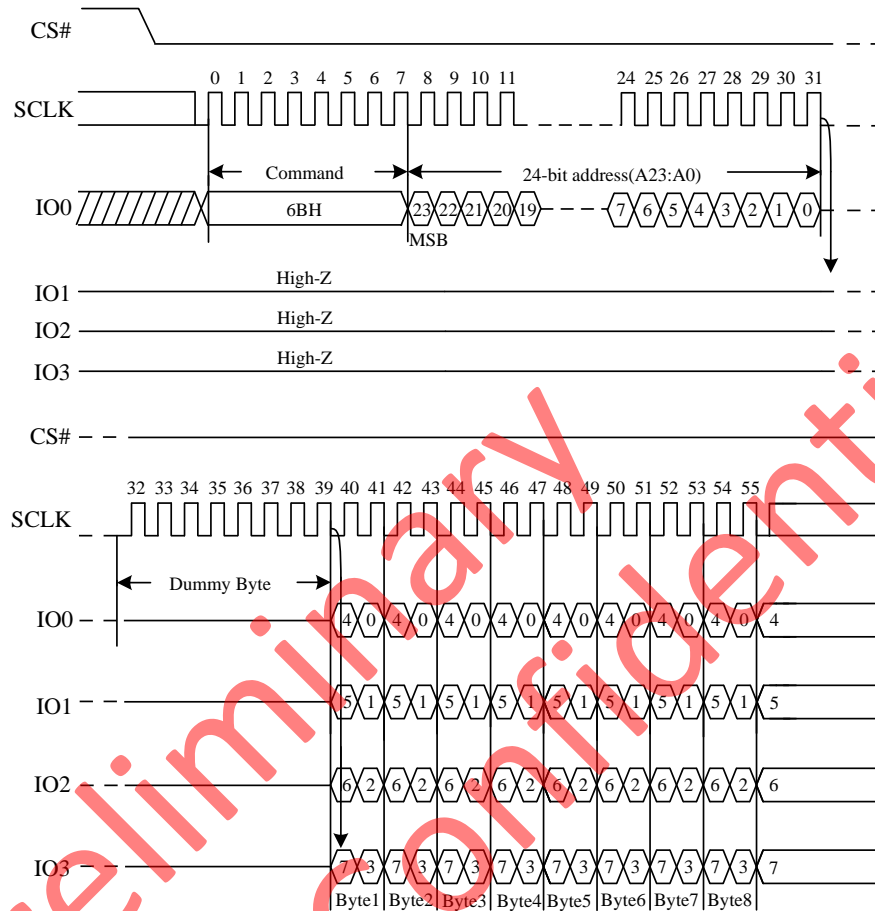 CS#
0 1 2 3 4 5 6 7 8 9 10 11 24 25 26 27 28 29 30 31
SCLK
Command 24-bit address(A23:A0)
IO0 6BH 23 22 21 20 19 7 6 5 4 3 2 1 0
MSB
High-Z
IO1
High-Z
IO2
High-Z
IO3
CS#
32 33 34 35 36 37 38 39 40 41 42 43 44 45 46 47 48 49 50 51 52 53 54 55
SCLK
Dummy Byte
IO0 4 0 4 0 4 0 4 0 4 0 4 0 4 0 4 0 4
IO1 5 1 5 1 5 1 5 1 5 1 5 1 5 1 5 1 5
IO2 6 2 6 2 6 2 6 2 6 2 6 2 6 2 6 2 6
IO3 7 3 7 3 7 3 7 3 7 3 7 3 7 3 7 3 7
Byte1 Byte2 Byte3 Byte4 Byte5 Byte6 Byte7 Byte8